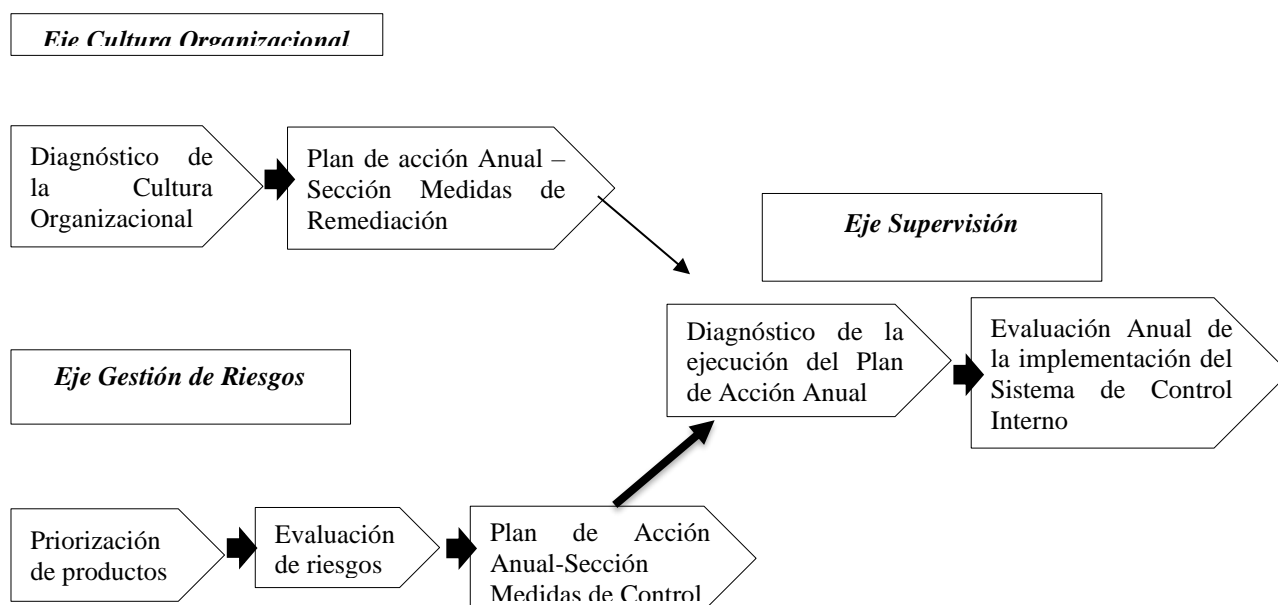 Eje Cultura Organizacional
Diagnóstico de
la Cultura
Organizacional
Plan de acción Anual –
Sección Medidas de
Remediación
Eje Supervisión
Diagnóstico de la
ejecución del Plan
de Acción Anual
Evaluación Anual de
la implementación del
Sistema de Control
Interno
Eje Gestión de Riesgos
Priorización
de productos
Evaluación
de riesgos
Plan de Acción
Anual-Sección
Medidas de Control